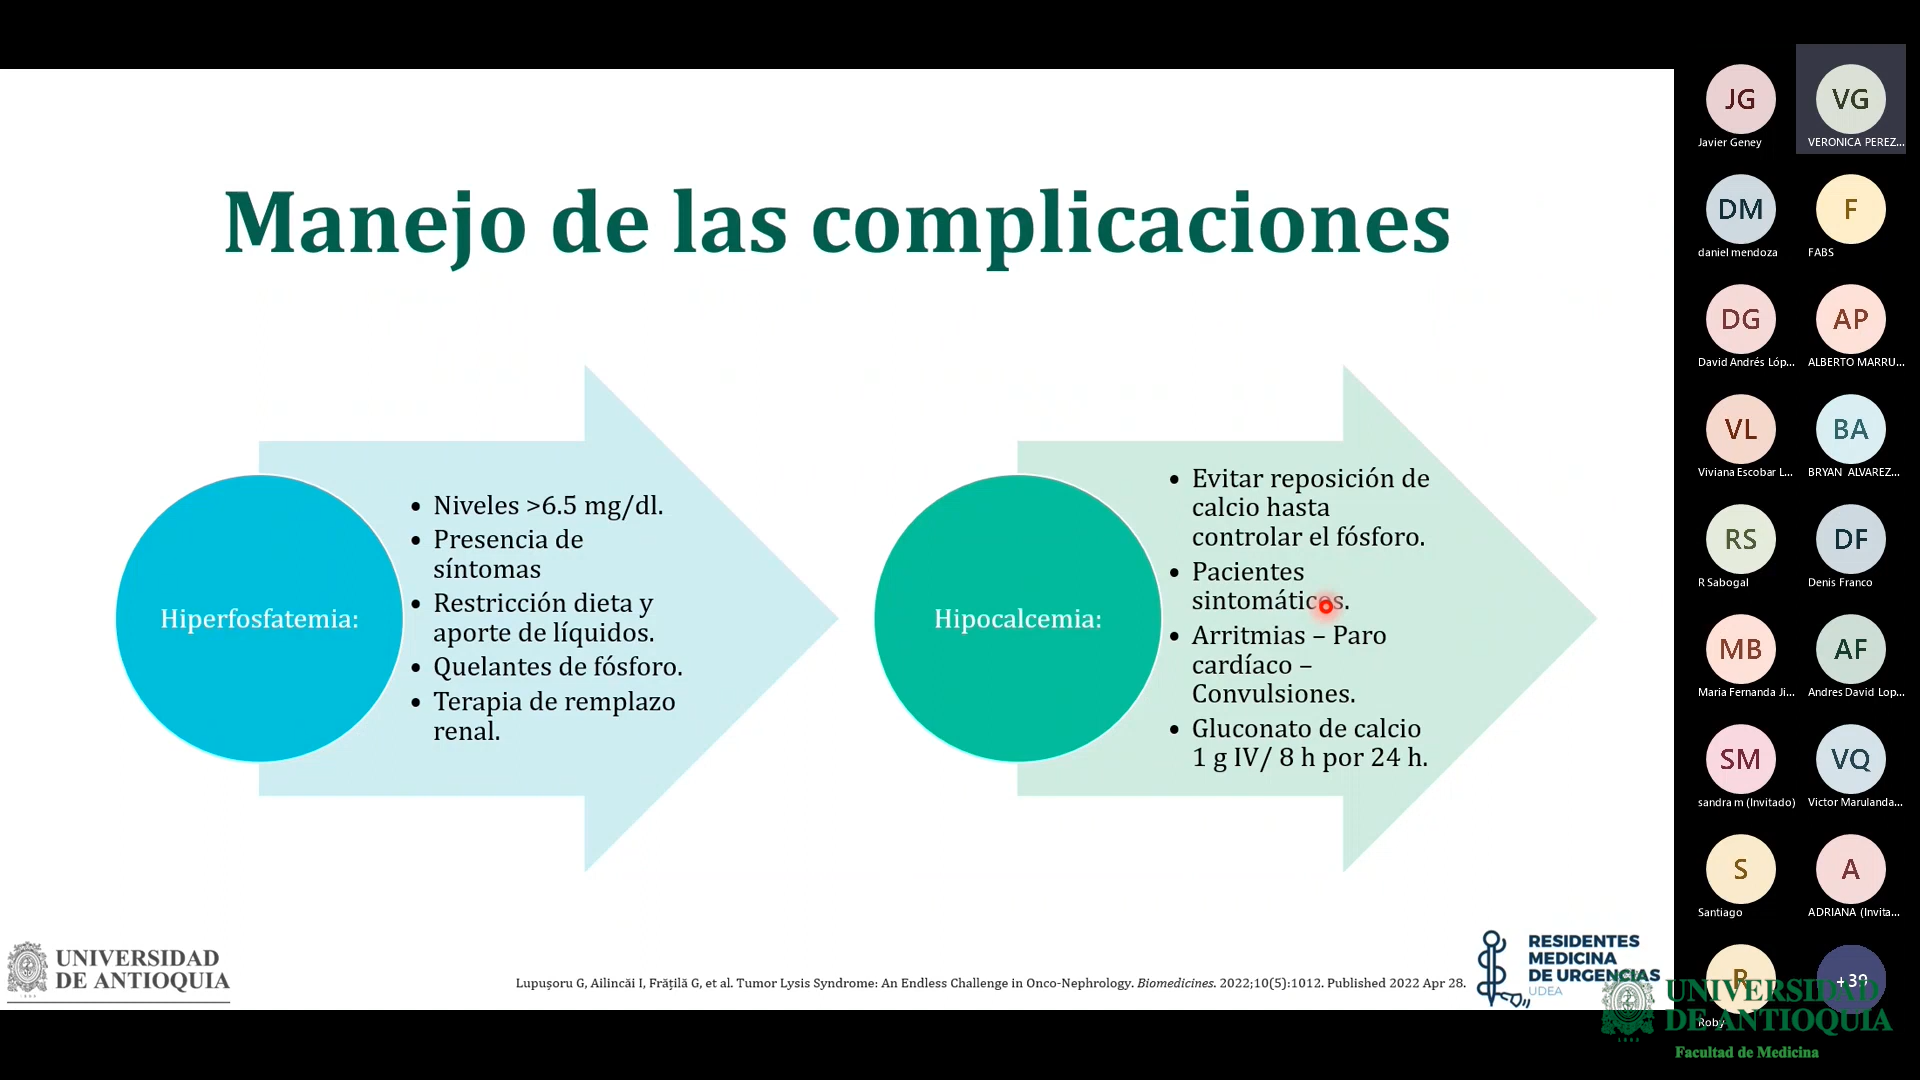 Manejo de las complicaciones
Hiperfosfatemia:
• Niveles >6.5 mg/dl.
• Presencia de
síntomas
• Restricción dieta y
aporte de líquidos.
• Quelantes de fósforo.
• Terapia de remplazo
renal.
Hipocalcemia:
• Evitar reposición de
calcio hasta
controlar el fósforo.
• Pacientes
sintomáticos.
• Arritmias – Paro
cardíaco –
Convulsiones.
• Gluconato de calcio
1 g IV/ 8 h por 24 h.
UNIVERSIDAD
DE ANTIOQUIA
Lupușoru G, Ailincăi I, Frățilă G, et al. Tumor Lysis Syndrome: An Endless Challenge in Onco-Nephrology. Biomedicines. 2022;10(5):1012. Published 2022 Apr 28.
RESIDENTES
MEDICINA
DE URGENCIAS
UDEA
JG
Javier Geney
VG
VERONICA PEREZ...
DM
daniel mendoza
F
FABS
DG
David Andrés Lóp...
AP
ALBERTO MARRU...
VL
Viviana Escobar L...
BA
BRYAN ALVAREZ...
RS
R Sabogal
DF
Denis Franco
MB
Maria Fernanda Ji...
AF
Andres David Lop...
SM
sandra m (Invitado)
VQ
Victor Marulanda...
S
Santiago
A
ADRIANA (Invita...
R
Roby
+39
UNIVERSIDAD
DE ANTIOQUIA
Facultad de Medicina